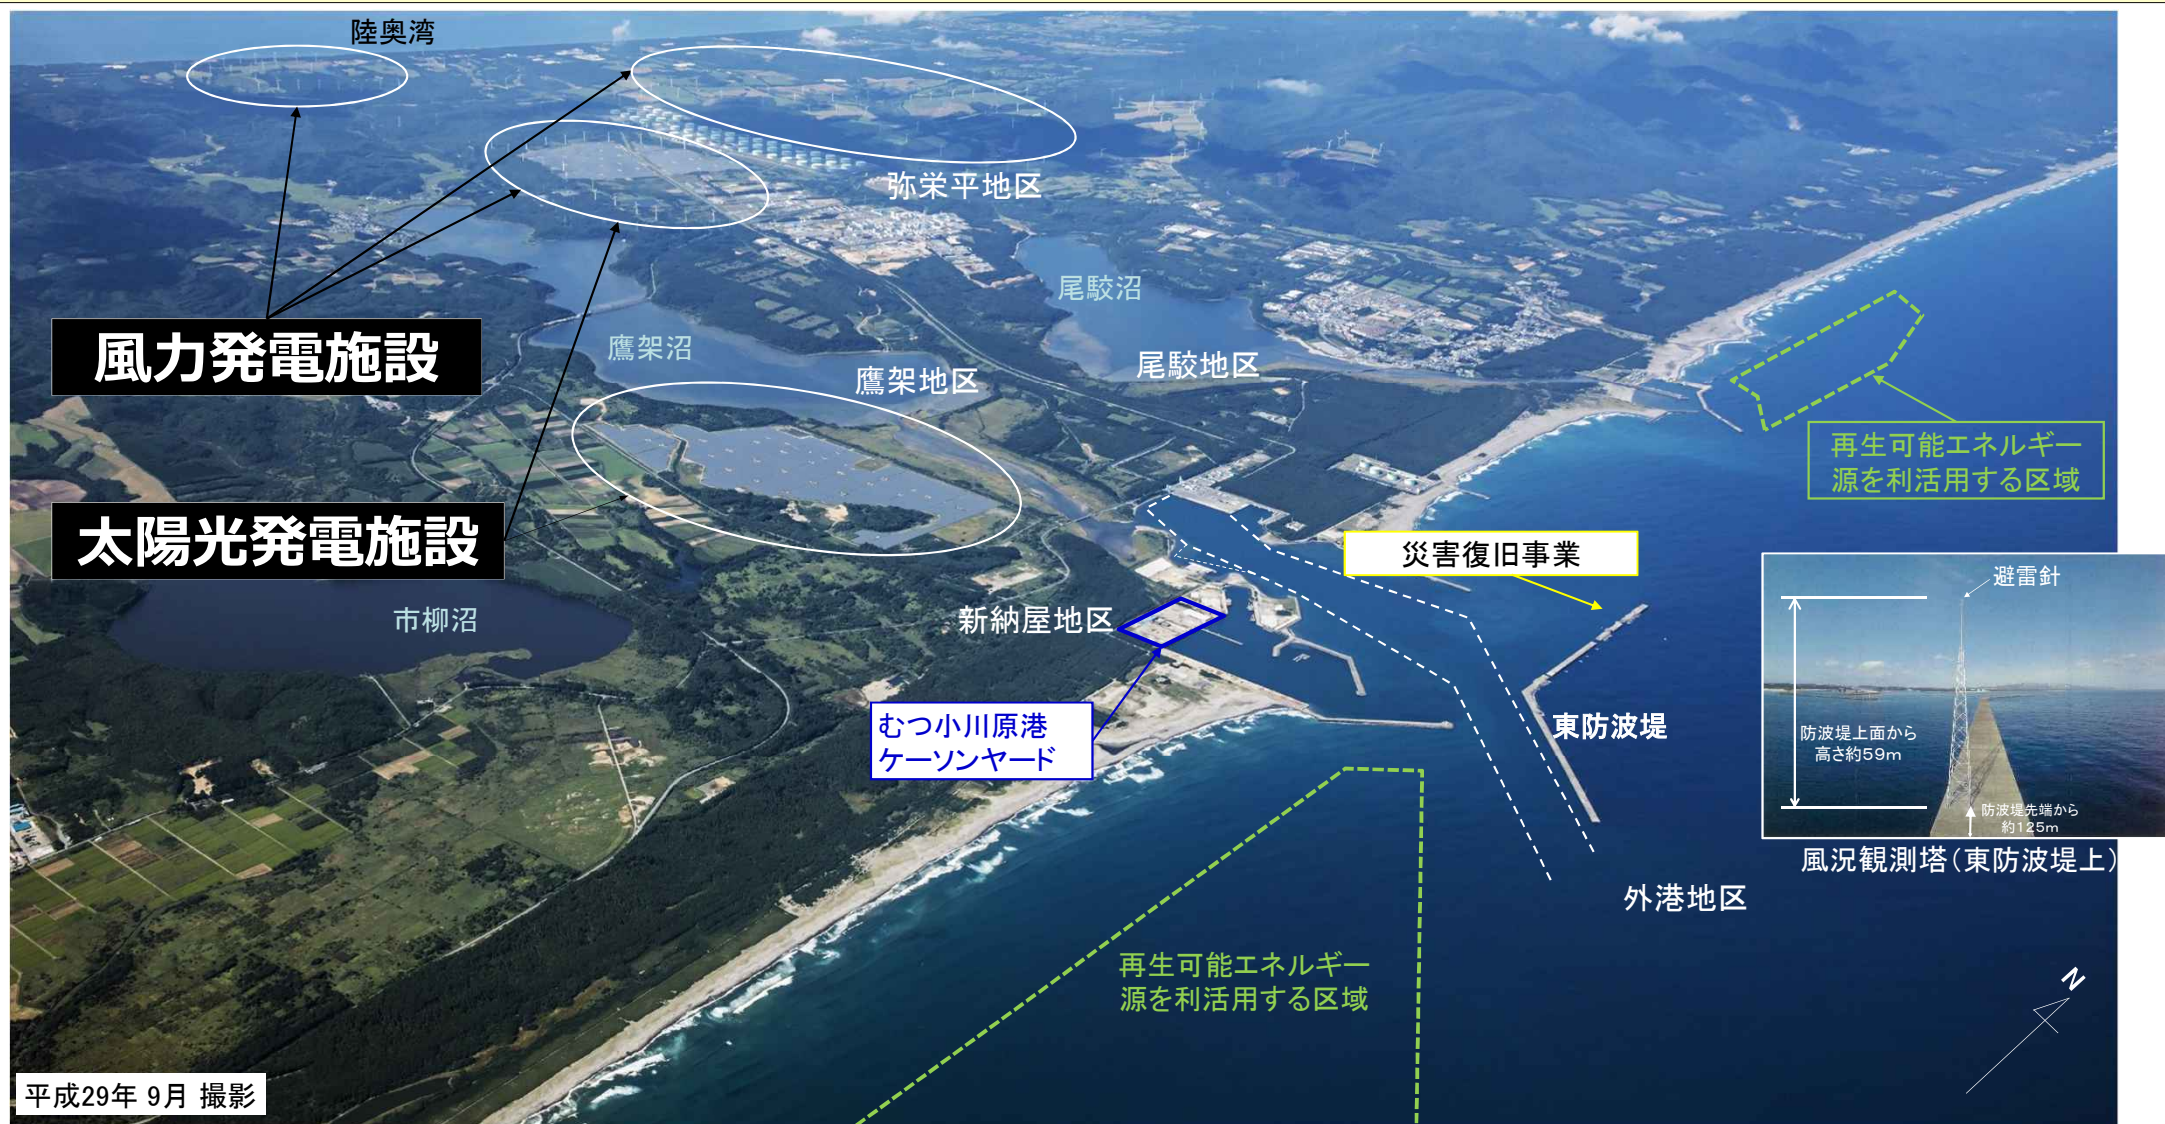 陸奥湾
弥栄平地区
尾駮沼
風力発電施設
鷹架沼
尾駮地区
鷹架地区
再生可能エネルギー
源を利活用する区域
太陽光発電施設
災害復旧事業
避雷針
市柳沼
新納屋地区
むつ小川原港
ケーソンヤード
東防波堤
防波堤上面から
高さ約59m
防波堤先端から
約125m
風況観測塔(東防波堤上)
外港地区
再生可能エネルギー
源を利活用する区域
N
平成29年 9月 撮影